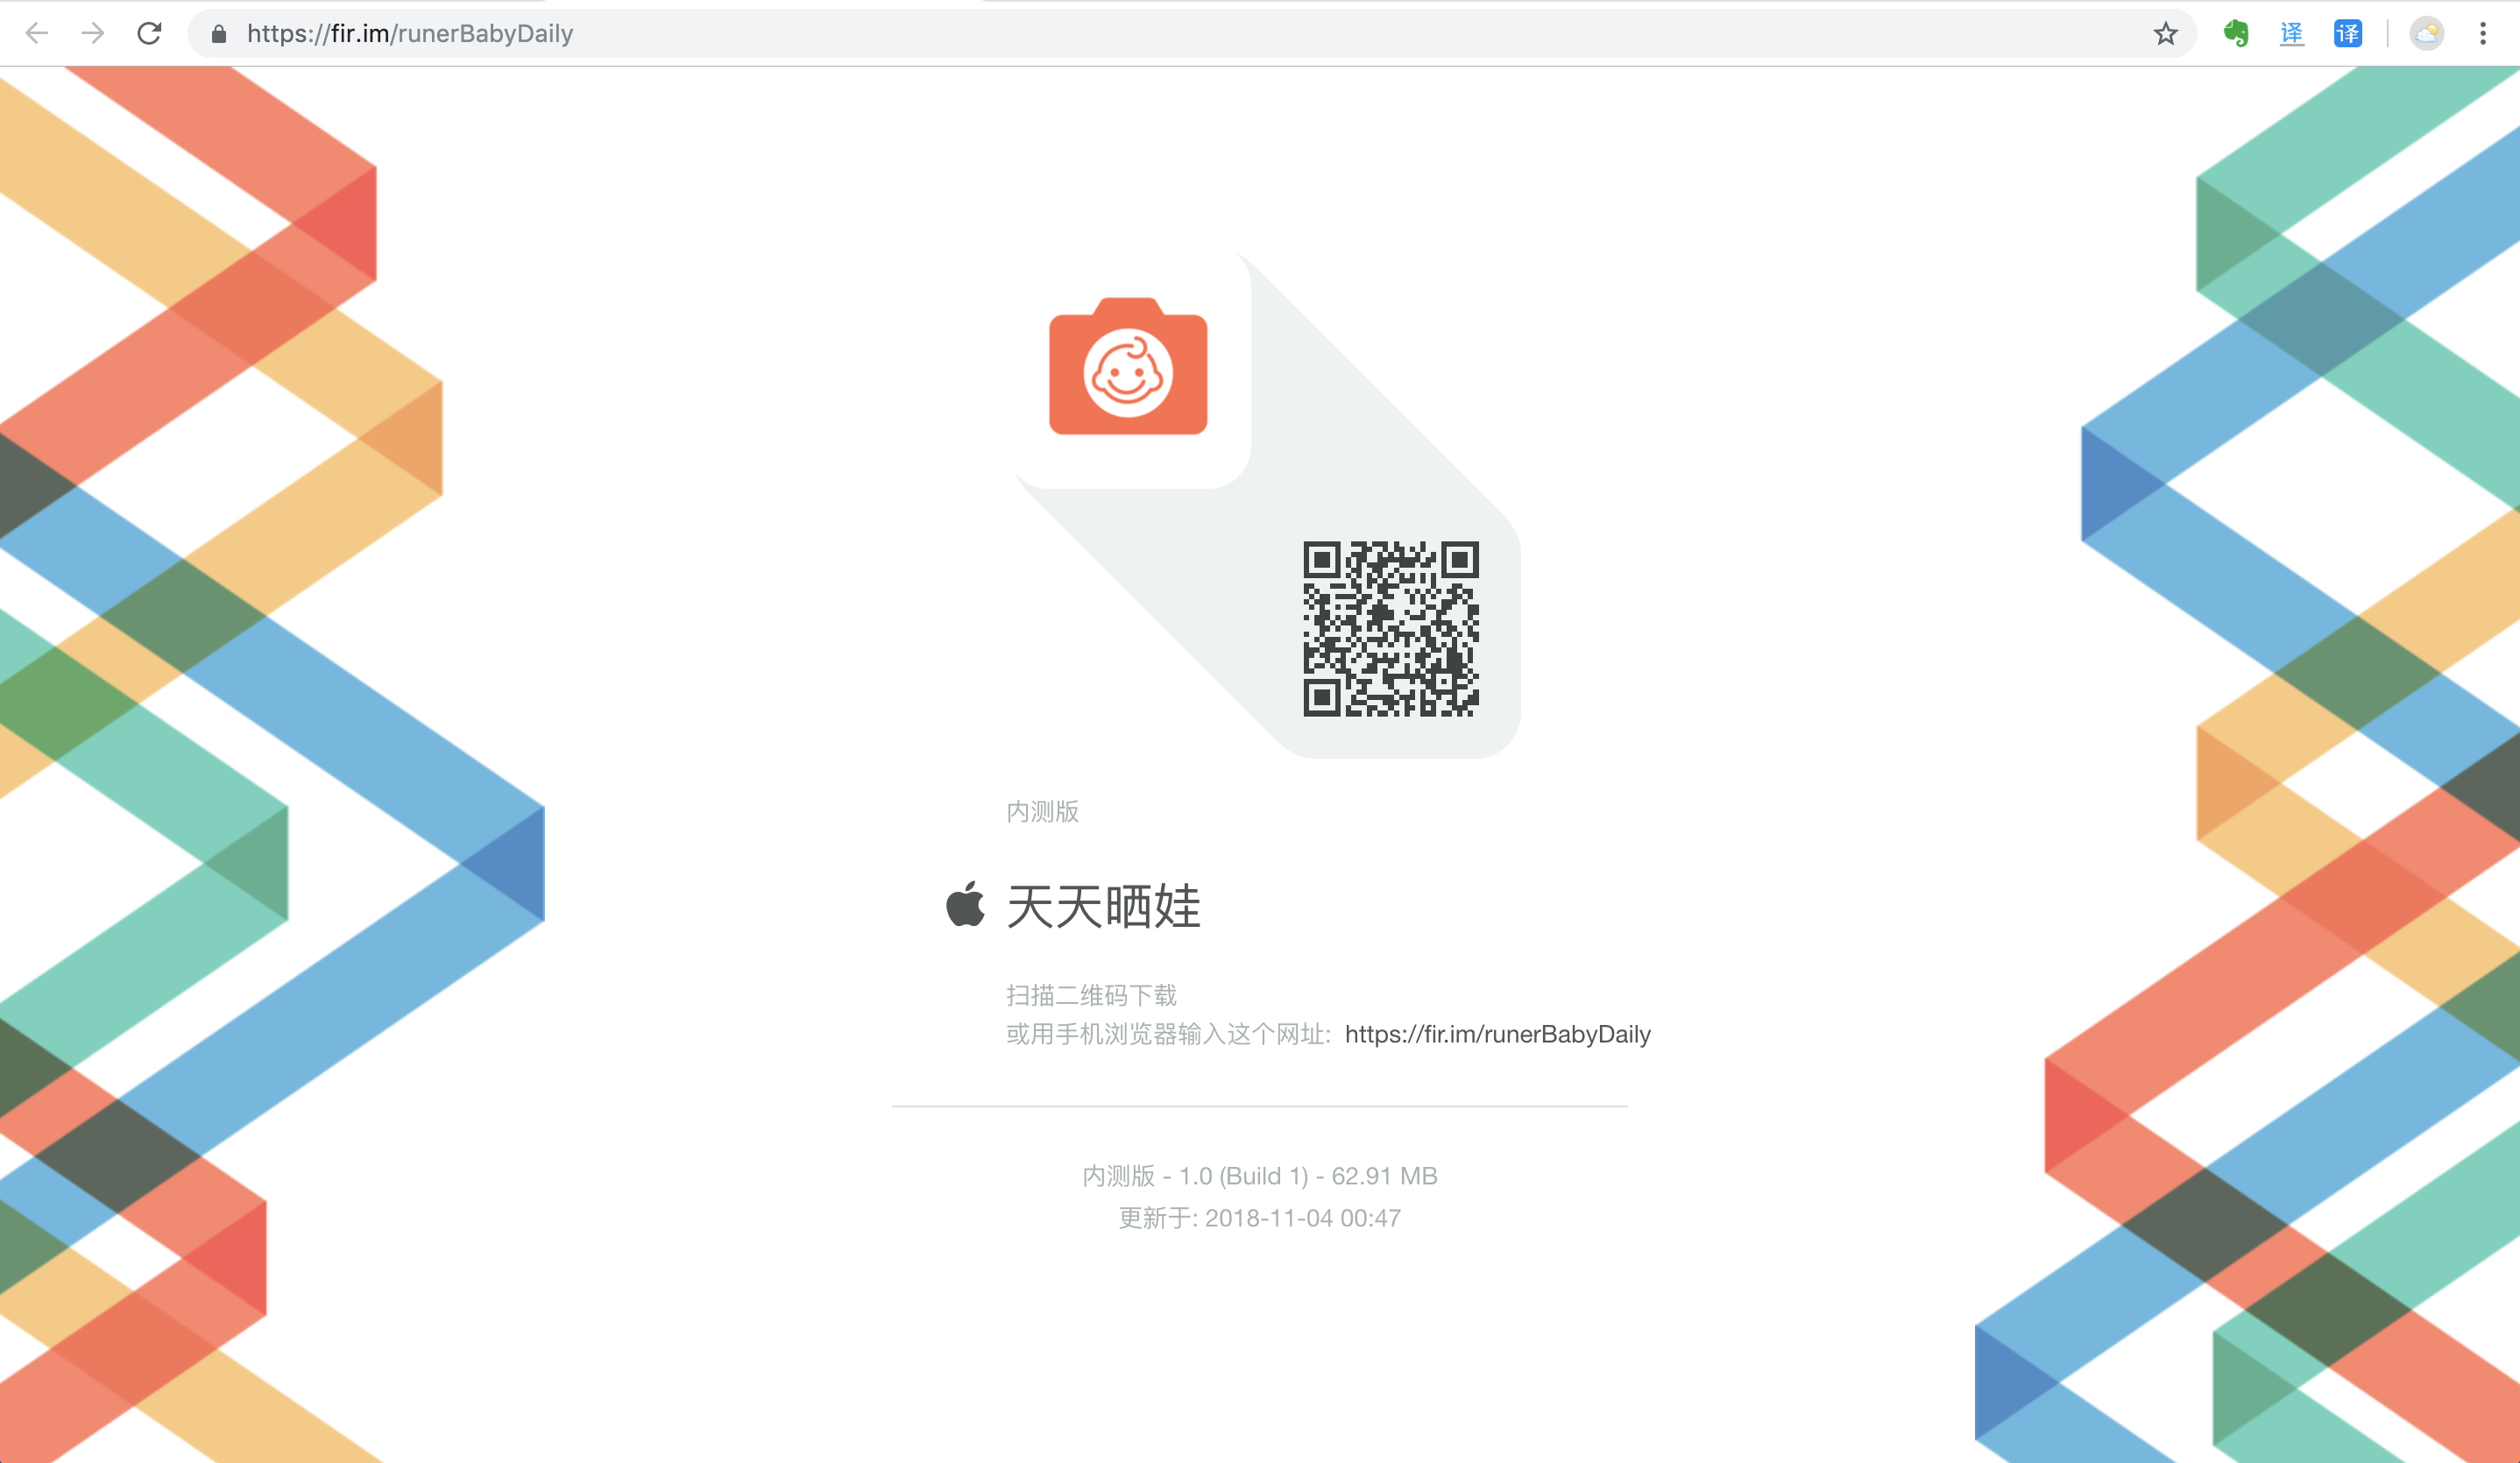 https://fir.im/runerBabyDaily
译
译
内测版
天天晒娃
扫描二维码下载
或用手机浏览器输入这个网址: https://fir.im/runerBabyDaily
内测版 - 1.0 (Build 1) - 62.91 MB
更新于: 2018-11-04 00:47